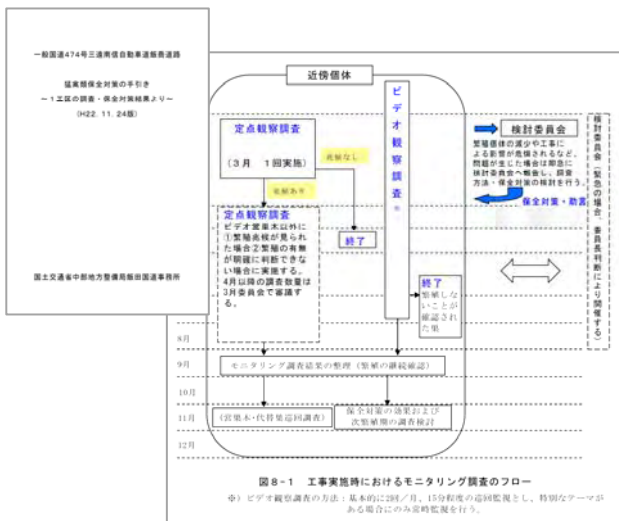 一般国道474号三遠南信自動車道飯喬道路
猛禽類保全対策の手引き
～1工区の調査・保全対策結果より～
(H22. 11. 24版)
国土交通省中部地方整備局飯田国道事務所
近傍個体
ビデオ観察調査※
定点観察調査
(3月 1回実施)
兆候なし
兆候あり
定点観察調査
ビデオ営巣木以外に
①繁殖兆候が見られ
た場合②繁殖の有無
が明確に判断できな
い場合に実施する。
4月以降の調査数量は
3月委員会で審議す
る。
終了
終了
繁殖しな
いことが
確認され
た巣
検討委員会
繁殖個体の減少や工事に
よる影響が危惧されるなど、
問題が生じた場合は即急に
検討委員会へ報告し、調査
方法・保全対策の検討を行う。
保全対策・助言
検討委員会（緊急の場合、委員長判断により開催する）
8月
9月
モニタリング調査結果の整理（繁殖の継続確認）
10月
11月
(営巣木・代替巣巡回調査)
保全対策の効果および
次繁殖期の調査検討
12月
図8-1 工事実施時におけるモニタリング調査のフロー
※）ビデオ観察調査の方法：基本的に2回／月、15分程度の巡回監視とし、特別なテーマが
ある場合にのみ常時監視を行う。